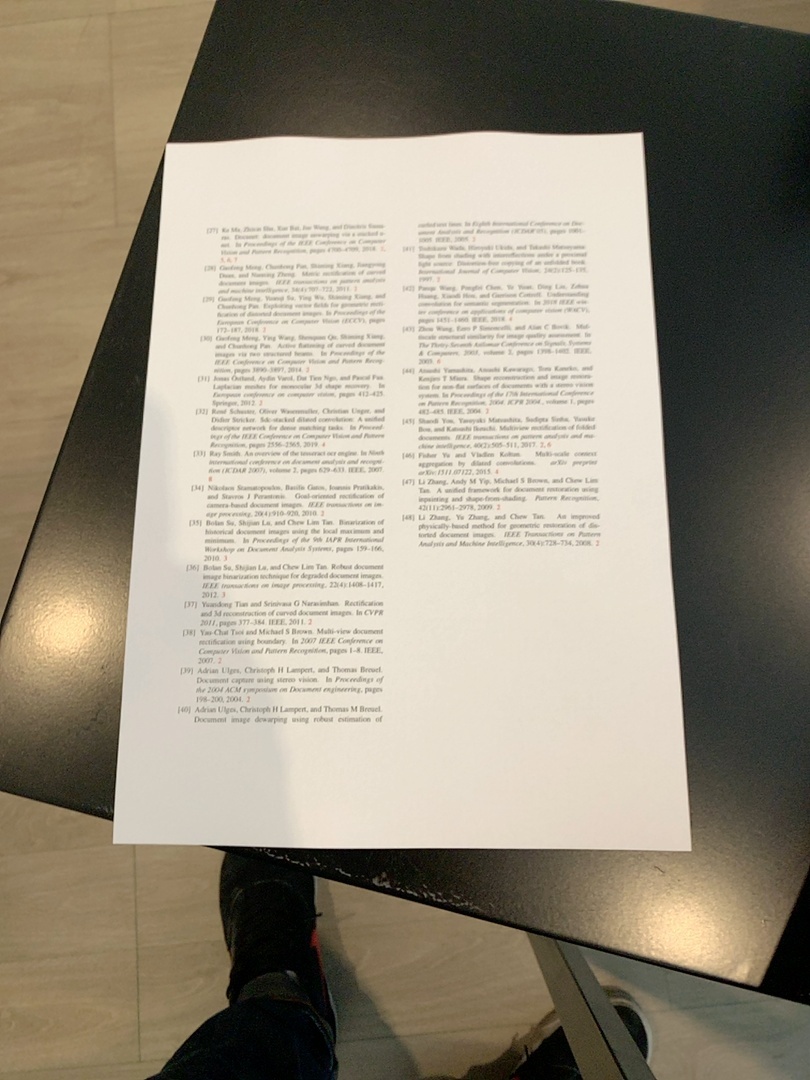 [27] Ke Ma, Zhixin Shu, Xue Bai, Jue Wang, and Dimitris Samaras.
Docunet: document image unwarping via a stacked u-
net. In Proceedings of the IEEE Conference on Computer
Vision and Pattern Recognition, pages 4700–4709, 2018.
[28] Gaofeng Meng, Chunhong Pan, Shiming Xiang, Jiangyong
Duan, and Nanning Zheng. Metric rectification of curved
document images. IEEE transactions on pattern analysis
and machine intelligence, 34(4):707–722, 2011. 2
[29] Gaofeng Meng, Yuanqi Su, Ying Wu, Shiming Xiang, and
Chunhong Pan. Exploiting vector fields for geometric recti-
fication of distorted document images. In Proceedings of the
European Conference on Computer Vision (ECCV), pages
172–187, 2018. 2
[30] Gaofeng Meng, Ying Wang, Shenquan Qu, Shiming Xiang,
and Chunhong Pan. Active flattening of curved document
images via two structured beams. In Proceedings of the
IEEE Conference on Computer Vision and Pattern Recog-
nition, pages 3890–3897, 2014. 2
[31] Jonas Östlund, Aydin Varol, Dat Tien Ngo, and Pascal Fua.
Laplacian meshes for monocular 3d shape recovery. In
European conference on computer vision, pages 412–425.
Springer, 2012. 2
[32] René Schuster, Oliver Wasenmuller, Christian Unger, and
Didier Stricker. Sdc-stacked dilated convolution: A unified
descriptor network for dense matching tasks. In Proceed-
ings of the IEEE Conference on Computer Vision and Pattern
Recognition, pages 2556–2565, 2019. 4
[33] Ray Smith. An overview of the tesseract ocr engine. In Ninth
international conference on document analysis and recogni-
tion (ICDAR 2007), volume 2, pages 629–633. IEEE, 2007.
8
[34] Nikolaos Stamatopoulos, Basilis Gatos, Ioannis Pratikakis,
and Stavros J Perantonis. Goal-oriented rectification of
camera-based document images. IEEE transactions on im-
age processing, 20(4):910–920, 2010. 2
[35] Bolan Su, Shijian Lu, and Chew Lim Tan. Binarization of
historical document images using the local maximum and
minimum. In Proceedings of the 9th IAPR International
Workshop on Document Analysis Systems, pages 159–166,
2010. 3
[36] Bolan Su, Shijian Lu, and Chew Lim Tan. Robust document
image binarization technique for degraded document images.
IEEE transactions on image processing, 22(4):1408–1417,
2012. 3
[37] Yuandong Tian and Srinivasa G Narasimhan. Rectification
and 3d reconstruction of curved document images. In CVPR
2011, pages 377–384. IEEE, 2011. 2
[38] Yau-Chat Tsoi and Michael S Brown. Multi-view document
rectification using boundary. In 2007 IEEE Conference on
Computer Vision and Pattern Recognition, pages 1–8. IEEE,
2007. 2
[39] Adrian Ulges, Christoph H Lampert, and Thomas Breuel.
Document capture using stereo vision. In Proceedings of
the 2004 ACM symposium on Document engineering, pages
198–200, 2004. 2
[40] Adrian Ulges, Christoph H Lampert, and Thomas M Breuel.
Document image dewarping using robust estimation of
curled text lines. In Eighth International Conference on Doc-
ument Analysis and Recognition (ICDAR'05), pages 1001–
1005. IEEE, 2005. 2
[41] Toshikazu Wada, Hiroyuki Ukida, and Takashi Matsuyama.
Shape from shading with interreflections under a proximal
light source: Distortion-free copying of an unfolded book.
International Journal of Computer Vision, 24(2):125–135,
1997. 2
[42] Panqu Wang, Pengfei Chen, Ye Yuan, Ding Liu, Zehua
Huang, Xiaodi Hou, and Garrison Cottrell. Understanding
convolution for semantic segmentation. In 2018 IEEE win-
ter conference on applications of computer vision (WACV),
pages 1451–1460. IEEE, 2018. 4
[43] Zhou Wang, Eero P Simoncelli, and Alan C Bovik. Mul-
tiscale structural similarity for image quality assessment. In
The Thirty-Seventh Asilomar Conference on Signals, Systems
& Computers, 2003, volume 2, pages 1398–1402. IEEE,
2003. 6
[44] Atsushi Yamashita, Atsushi Kawarago, Toru Kaneko, and
Kenjiro T Miura. Shape reconstruction and image restora-
tion for non-flat surfaces of documents with a stereo vision
system. In Proceedings of the 17th International Conference
on Pattern Recognition, 2004. ICPR 2004., volume 1, pages
482–485. IEEE, 2004. 2
[45] Shaodi You, Yasuyuki Matsushita, Sudipta Sinha, Yusuke
Bou, and Katsushi Ikeuchi. Multiview rectification of folded
documents. IEEE transactions on pattern analysis and ma-
chine intelligence, 40(2):505–511, 2017. 2, 6
[46] Fisher Yu and Vladlen Koltun. Multi-scale context
aggregation by dilated convolutions. arXiv preprint
arXiv:1511.07122, 2015. 4
[47] Li Zhang, Andy M Yip, Michael S Brown, and Chew Lim
Tan. A unified framework for document restoration using
inpainting and shape-from-shading. Pattern Recognition,
42(11):2961–2978, 2009. 2
[48] Li Zhang, Yu Zhang, and Chew Tan. An improved
physically-based method for geometric restoration of dis-
torted document images. IEEE Transactions on Pattern
Analysis and Machine Intelligence, 30(4):728–734, 2008. 2